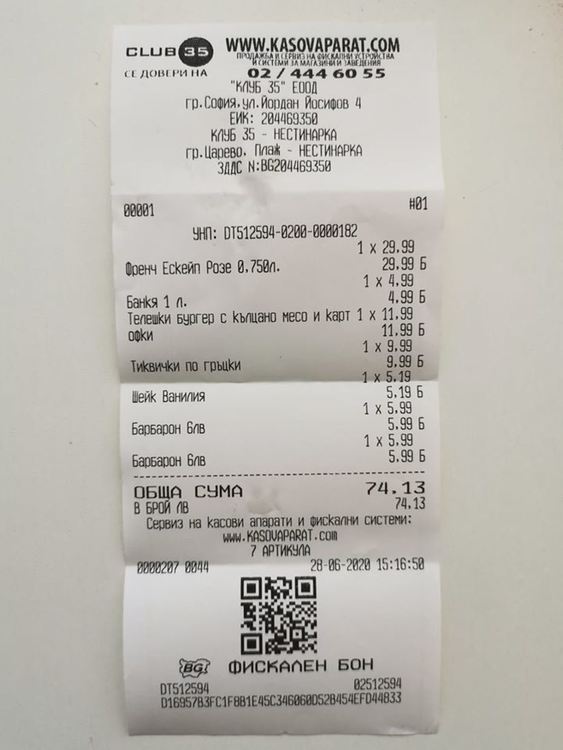 CLUB 35
СЕ ДОВЕРИ НА
WWW.KASOVAPARAT.COM
ПРОДАЖБА И СЕРВИЗ НА ФИСКАЛНИ УСТРОЙСТВА
И СИСТЕМИ ЗА МАГАЗИНИ И ЗАВЕДЕНИЯ
02 / 444 60 55
"КЛУБ 35" ЕООД
гр.София,ул.Йордан Йосифов 4
ЕИК: 204469350
КЛУБ 35 - НЕСТИНАРКА
гр.Царево, Плаж - НЕСТИНАРКА
ЗДДС N:BG204469350
00001 #01
УНП: DT512594-0200-0000182
1 x 29.99
Френч Ескейп Розе 0.750л. 29.99 Б
1 x 4.99
Банкя 1 л. 4.99 Б
Телешки бургер с кълцано месо и карт 1 x 11.99
офки 11.99 Б
1 x 9.99
Тиквички по гръцки 9.99 Б
1 x 5.19
Шейк Ванилия 5.19 Б
1 x 5.99
Барбарон 6лв 5.99 Б
1 x 5.99
Барбарон 6лв 5.99 Б
ОБЩА СУМА 74.13
В БРОЙ ЛВ 74.13
Сервиз на касови апарати и фискални системи:
www.KASOVAPARAT.com
7 АРТИКУЛА
0000207 0044 28-06-2020 15:16:50
BG ФИСКАЛЕН БОН
DT512594 02512594
D16957B3FC1F8B1E45C346060D52B454EFD44833